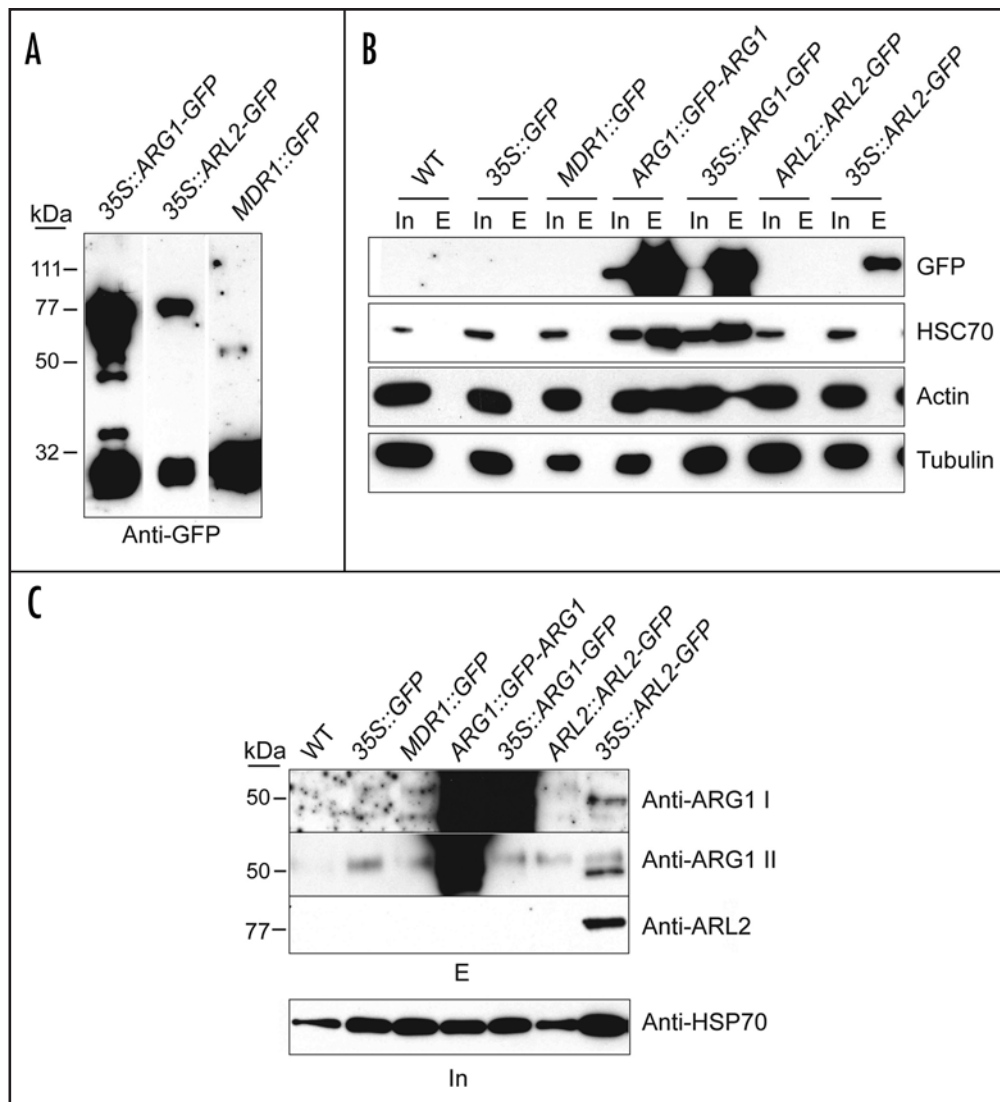 A
35S::ARG1-GFP
35S::ARL2-GFP
MDR1::GFP
kDa
111
77
50
32
Anti-GFP
B
WT
35S::GFP
MDR1::GFP
ARG1::GFP-ARG1
35S::ARG1-GFP
ARL2::ARL2-GFP
35S::ARL2-GFP
In E In E In E In E In E In E In E
GFP
HSC70
Actin
Tubulin
C
WT
35S::GFP
MDR1::GFP
ARG1::GFP-ARG1
35S::ARG1-GFP
ARL2::ARL2-GFP
35S::ARL2-GFP
kDa
50
Anti-ARG1 I
50
Anti-ARG1 II
77
Anti-ARL2
E
Anti-HSP70
In